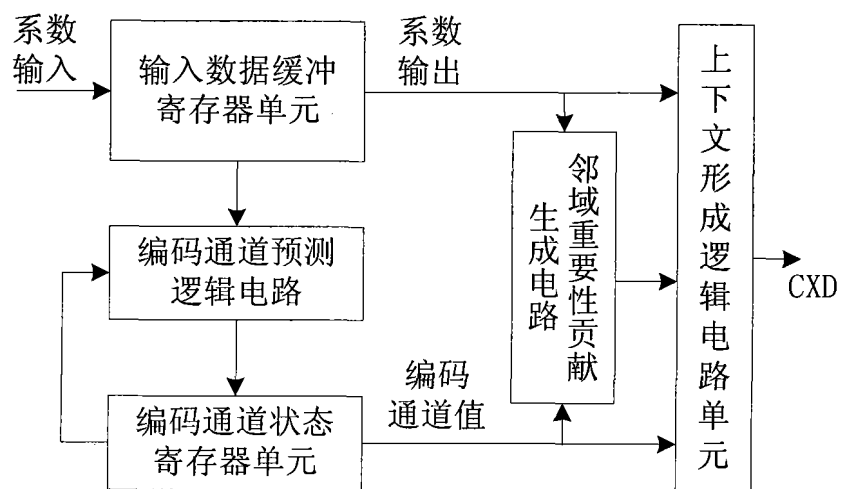 系数
输入
输入数据缓冲
寄存器单元
系数
输出
编码通道预测
逻辑电路
邻域重要性贡献
生成电路
上下文形成逻辑电路单元
CXD
编码
通道值
编码通道状态
寄存器单元